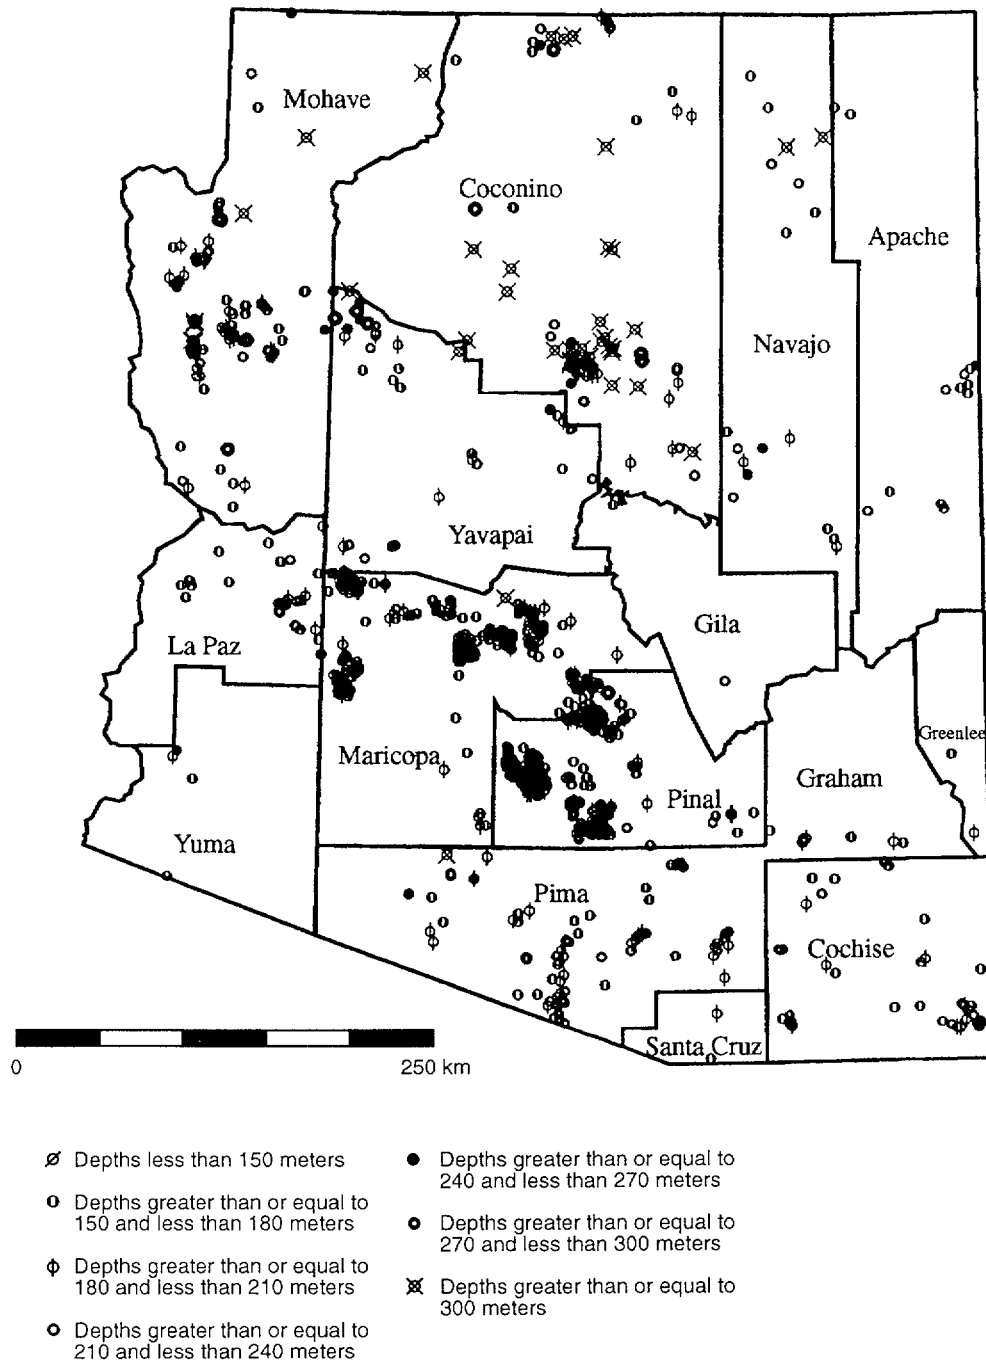 Mohave
Coconino
Apache
Navajo
Yavapai
Gila
La Paz
Greenlee
Maricopa
Graham
Pinal
Yuma
Pima
Cochise
Santa Cruz
0
250 km
Depths less than 150 meters
Depths greater than or equal to
150 and less than 180 meters
Depths greater than or equal to
180 and less than 210 meters
Depths greater than or equal to
210 and less than 240 meters
Depths greater than or equal to
240 and less than 270 meters
Depths greater than or equal to
270 and less than 300 meters
Depths greater than or equal to
300 meters